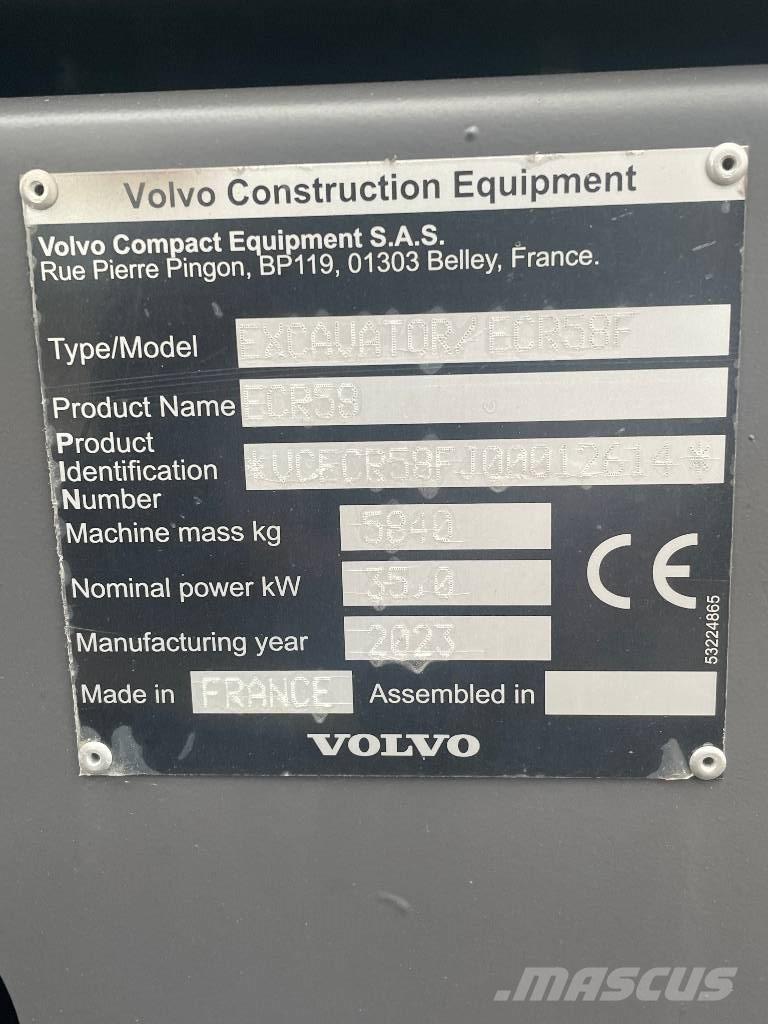 Volvo Construction Equipment
Volvo Compact Equipment S.A.S.
Rue Pierre Pingon, BP119, 01303 Belley, France.
Type/Model EXCAVATOR/ECR58F
Product Name ECR58
Product
Identification *VCECR58FJ00012614*
Number
Machine mass kg 5840
Nominal power kW 35,0
Manufacturing year 2023
CE
53224865
Made in FRANCE Assembled in
VOLVO
MASCUS